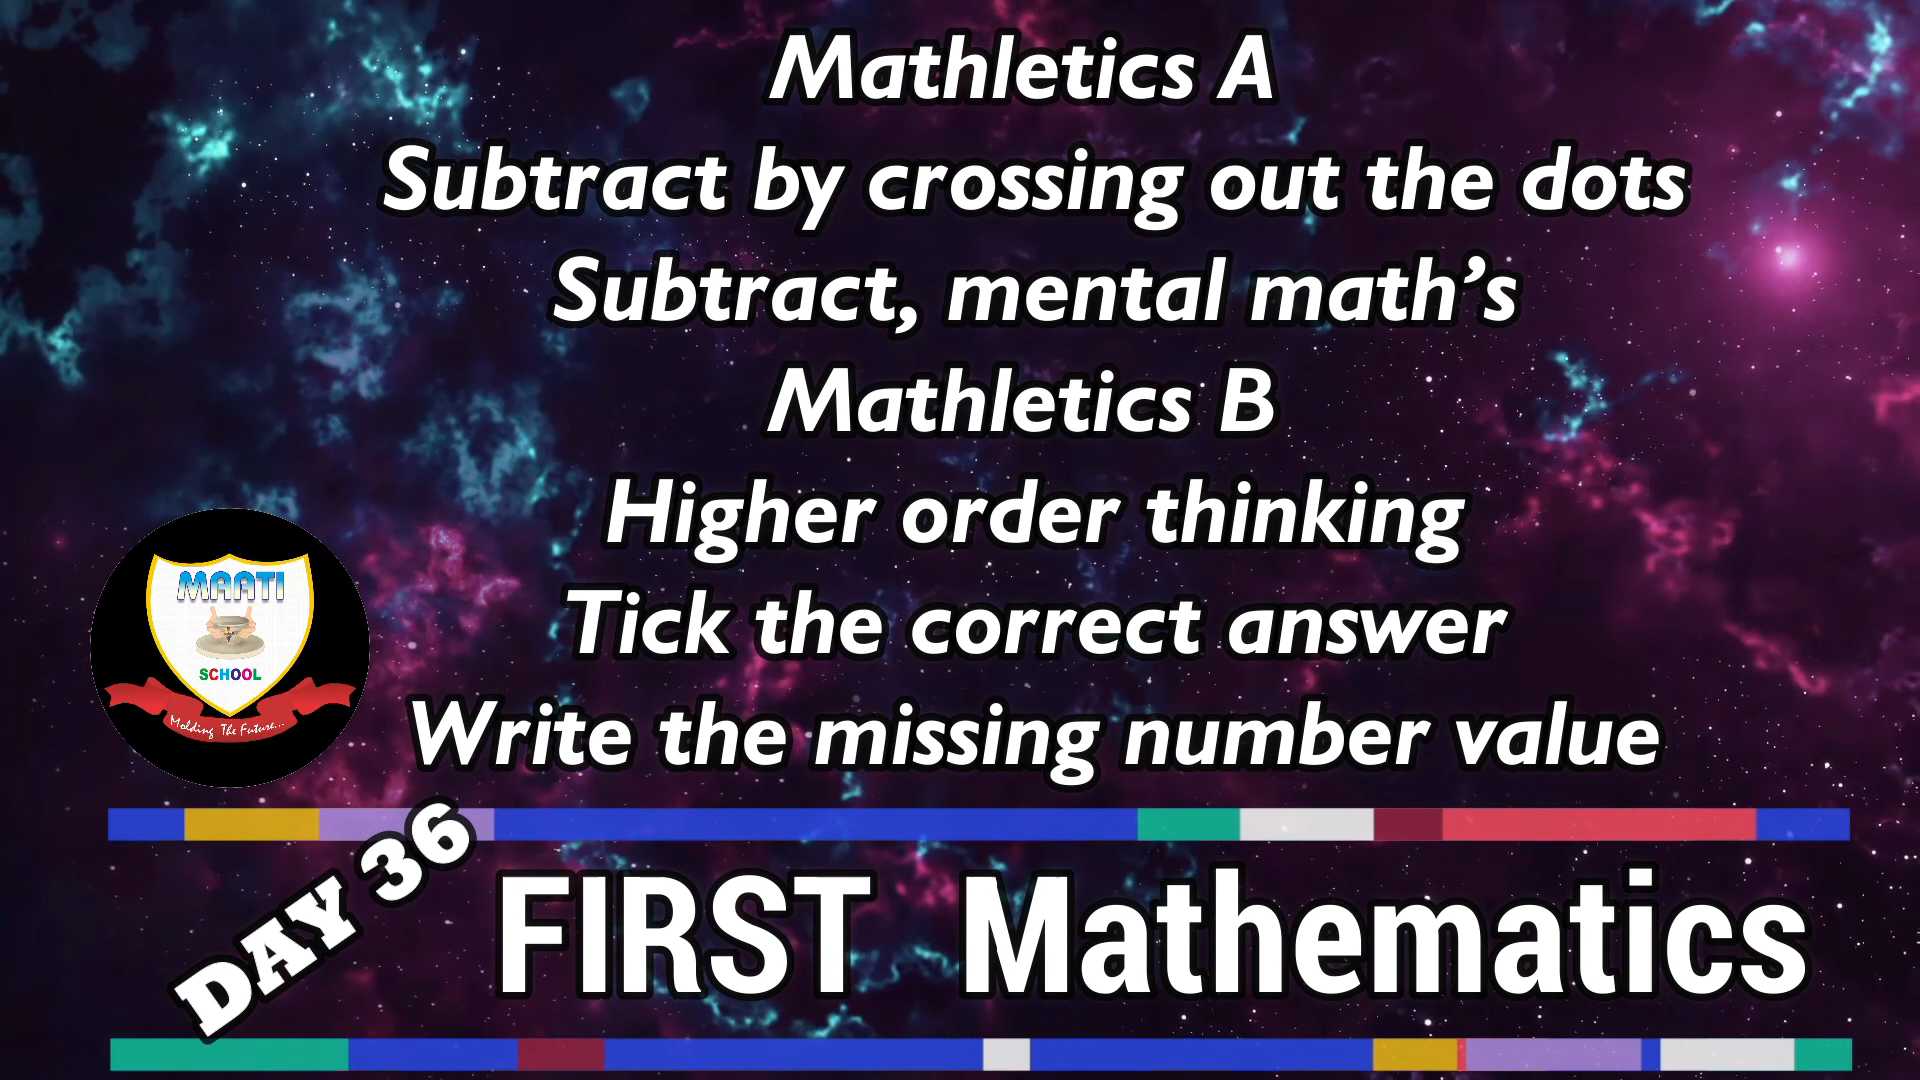 Mathletics A
Subtract by crossing out the dots
Subtract, mental math’s
Mathletics B
Higher order thinking
Tick the correct answer
Write the missing number value
MAATI
SCHOOL
Molding The Future...
DAY 36
FIRST Mathematics